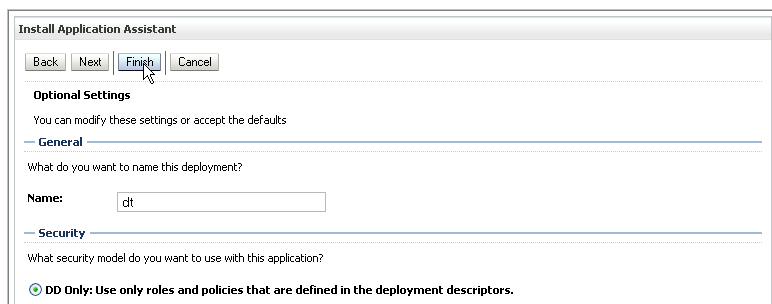 Install Application Assistant
Back Next Finish Cancel
Optional Settings
You can modify these settings or accept the defaults
General
What do you want to name this deployment?
Name: dt
Security
What security model do you want to use with this application?
DD Only: Use only roles and policies that are defined in the deployment descriptors.